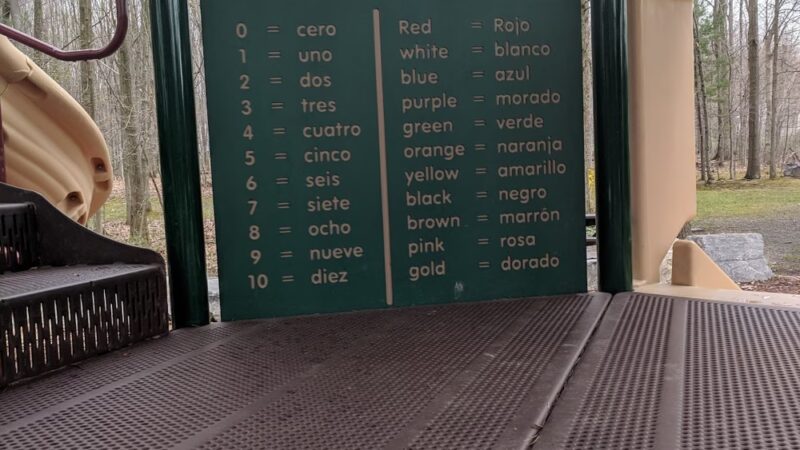 0 = cero
1 = uno
2 = dos
3 = tres
4 = cuatro
5 = cinco
6 = seis
7 = siete
8 = ocho
9 = nueve
10 = diez
Red = Rojo
white = blanco
blue = azul
purple = morado
green = verde
orange = naranja
yellow = amarillo
black = negro
brown = marrón
pink = rosa
gold = dorado